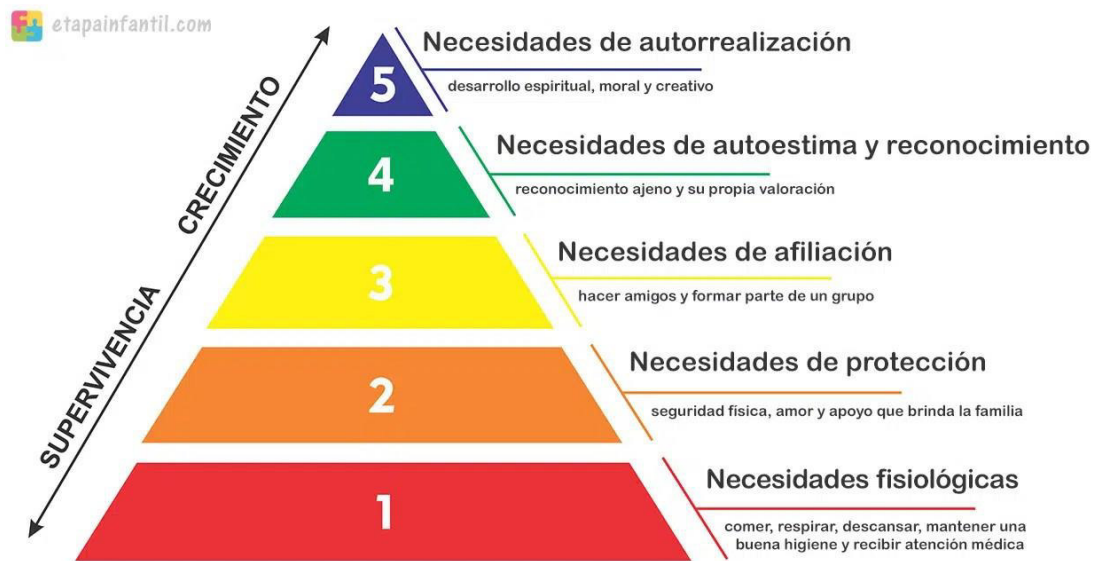 etapainfantil.com
Necesidades de autorrealización
desarrollo espiritual, moral y creativo
5
CRECIMIENTO
Necesidades de autoestima y reconocimiento
reconocimiento ajeno y su propia valoración
4
Necesidades de afiliación
hacer amigos y formar parte de un grupo
3
SUPERVIVENCIA
Necesidades de protección
seguridad física, amor y apoyo que brinda la familia
2
Necesidades fisiológicas
comer, respirar, descansar, mantener una
buena higiene y recibir atención médica
1